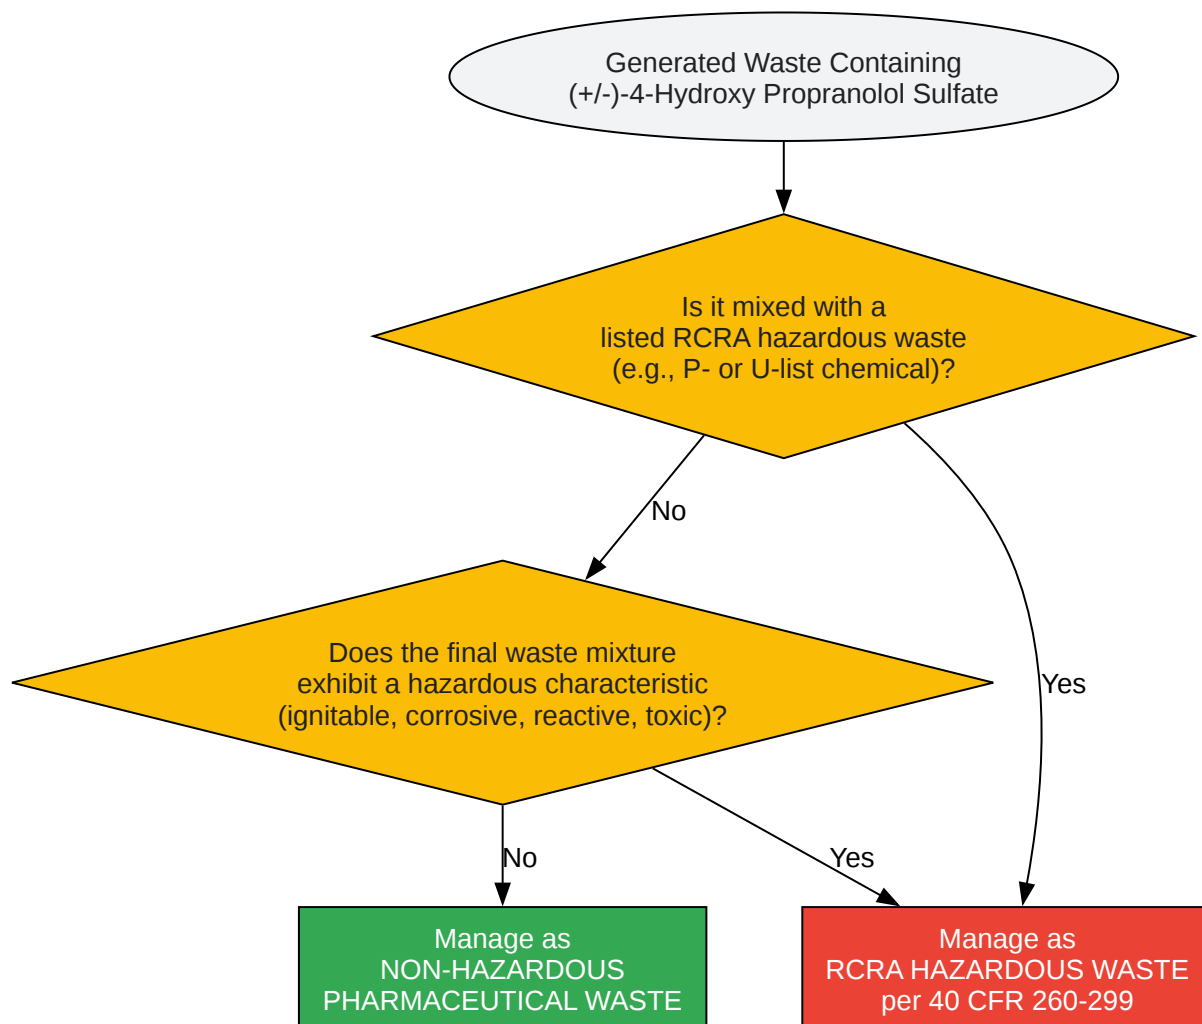 Generated Waste Containing
(+/-)-4-Hydroxy Propranolol Sulfate
Is it mixed with a
listed RCRA hazardous waste
(e.g., P- or U-list chemical)?
No
Yes
Does the final waste mixture
exhibit a hazardous characteristic
(ignitable, corrosive, reactive, toxic)?
No
Yes
Manage as
NON-HAZARDOUS
PHARMACEUTICAL WASTE
Manage as
RCRA HAZARDOUS WASTE
per 40 CFR 260-299